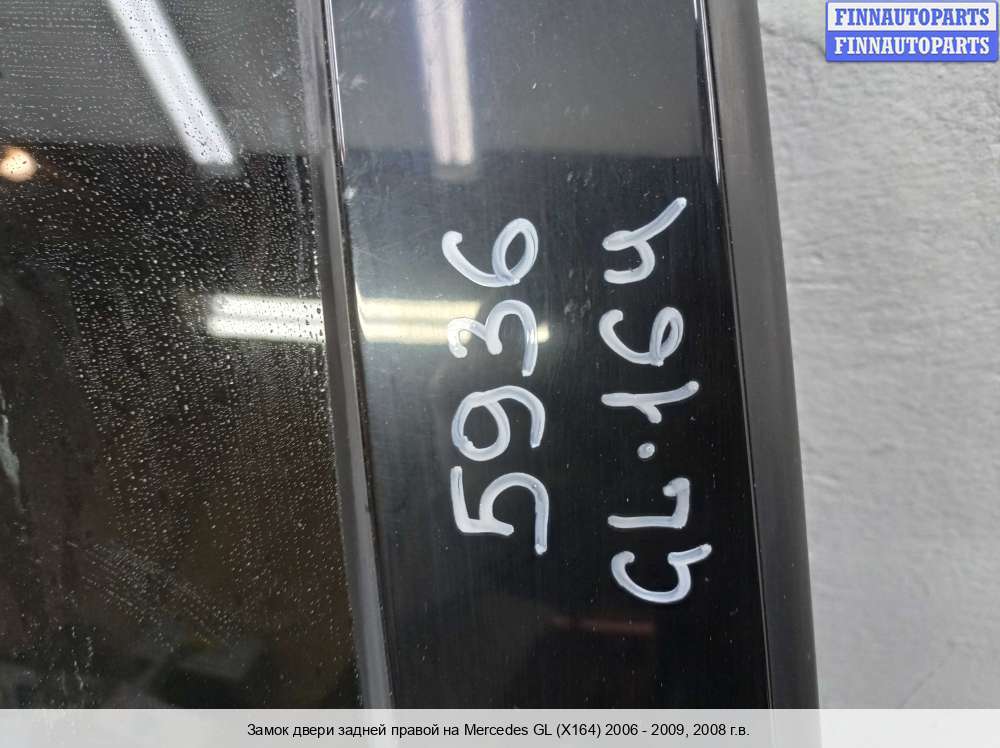 FINNAUTOPARTS
FINNAUTOPARTS
5936
GL.164
Замок двери задней правой на Mercedes GL (X164) 2006 - 2009, 2008 г.в.